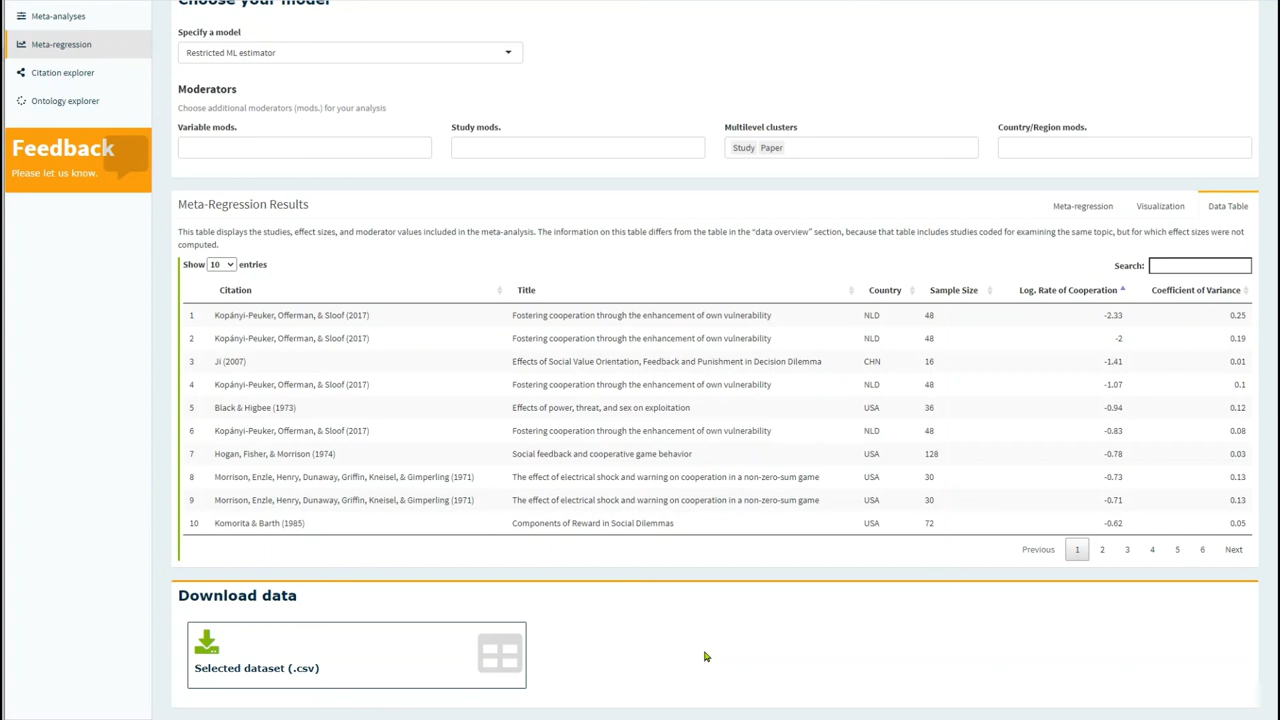 Choose your model
Meta-analyses
Meta-regression
Citation explorer
Ontology explorer
Feedback
Please let us know.
Specify a model
Restricted ML estimator
Moderators
Choose additional moderators (mods.) for your analysis
Variable mods. Study mods. Multilevel clusters Country/Region mods.
Study Paper
Meta-Regression Results Meta-regression Visualization Data Table
This table displays the studies, effect sizes, and moderator values included in the meta-analysis. The information on this table differs from the table in the “data overview” section, because that table includes studies coded for examining the same topic, but for which effect sizes were not
computed.
Show 10 entries Search:
Citation Title Country Sample Size Log. Rate of Cooperation Coefficient of Variance
1 Kopányi-Peuker, Offerman, & Sloof (2017) Fostering cooperation through the enhancement of own vulnerability NLD 48 -2.33 0.25
2 Kopányi-Peuker, Offerman, & Sloof (2017) Fostering cooperation through the enhancement of own vulnerability NLD 48 -2 0.19
3 Ji (2007) Effects of Social Value Orientation, Feedback and Punishment in Decision Dilemma CHN 16 -1.41 0.01
4 Kopányi-Peuker, Offerman, & Sloof (2017) Fostering cooperation through the enhancement of own vulnerability NLD 48 -1.07 0.1
5 Black & Higbee (1973) Effects of power, threat, and sex on exploitation USA 36 -0.94 0.12
6 Kopányi-Peuker, Offerman, & Sloof (2017) Fostering cooperation through the enhancement of own vulnerability NLD 48 -0.83 0.08
7 Hogan, Fisher, & Morrison (1974) Social feedback and cooperative game behavior USA 128 -0.78 0.03
8 Morrison, Enzle, Henry, Dunaway, Griffin, Kneisel, & Gimperling (1971) The effect of electrical shock and warning on cooperation in a non-zero-sum game USA 30 -0.73 0.13
9 Morrison, Enzle, Henry, Dunaway, Griffin, Kneisel, & Gimperling (1971) The effect of electrical shock and warning on cooperation in a non-zero-sum game USA 30 -0.71 0.13
10 Komorita & Barth (1985) Components of Reward in Social Dilemmas USA 72 -0.62 0.05
Previous 1 2 3 4 5 6 Next
Download data
Selected dataset (.csv)